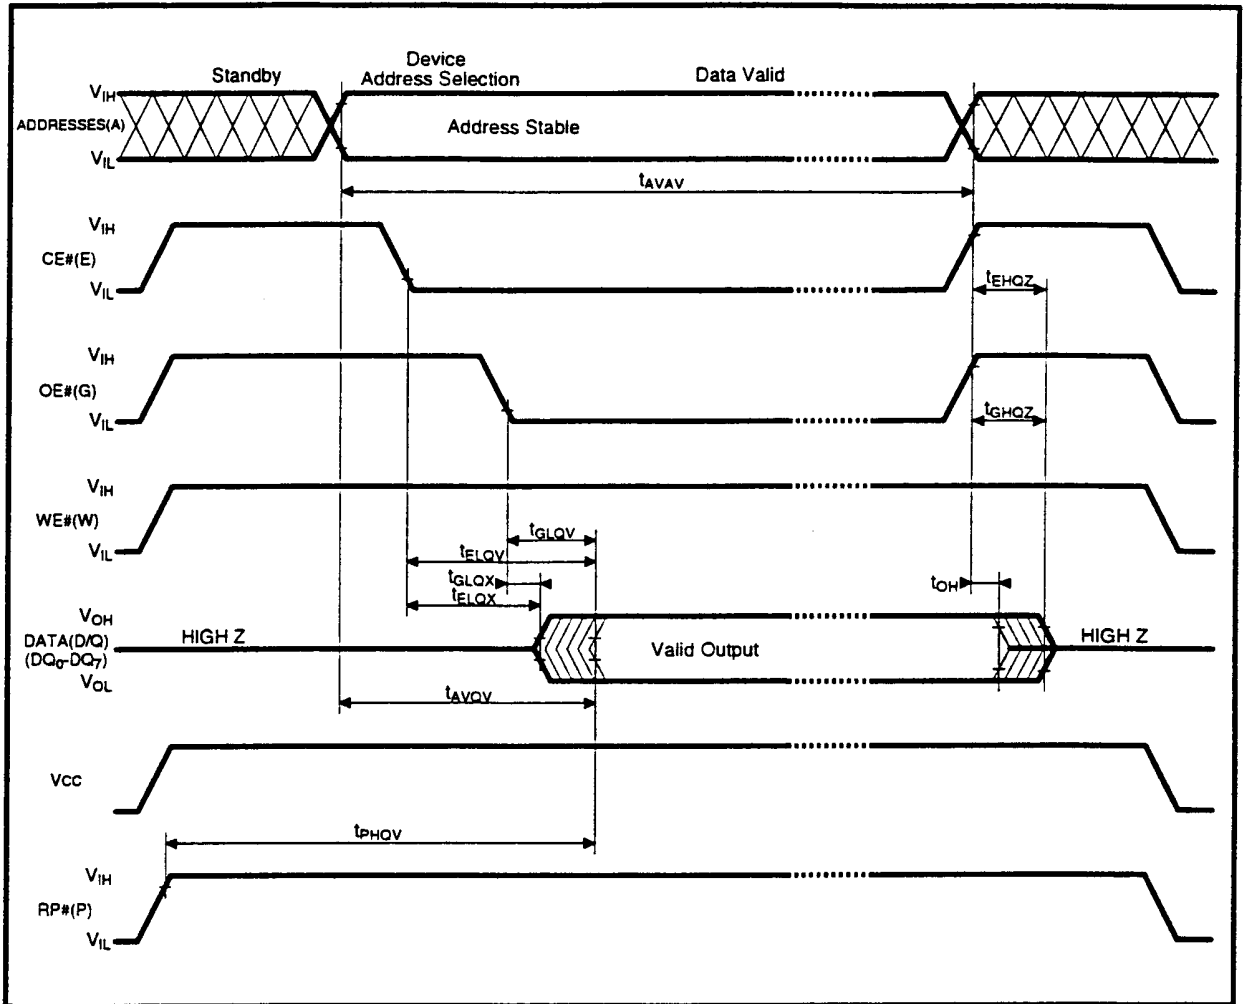 Standby
Device
Address Selection
Data Valid
VIH
ADDRESSES(A)
VIL
Address Stable
tAVAV
VIH
CE#(E)
VIL
tEHQZ
VIH
OE#(G)
VIL
tGHQZ
VIH
WE#(W)
VIL
tGLQV
tELQV
tGLQX
tELQX
tOH
VOH
DATA(D/Q)
(DQ0-DQ7)
VOL
HIGH Z
Valid Output
HIGH Z
tAVQV
VCC
tPHQV
VIH
RP#(P)
VIL